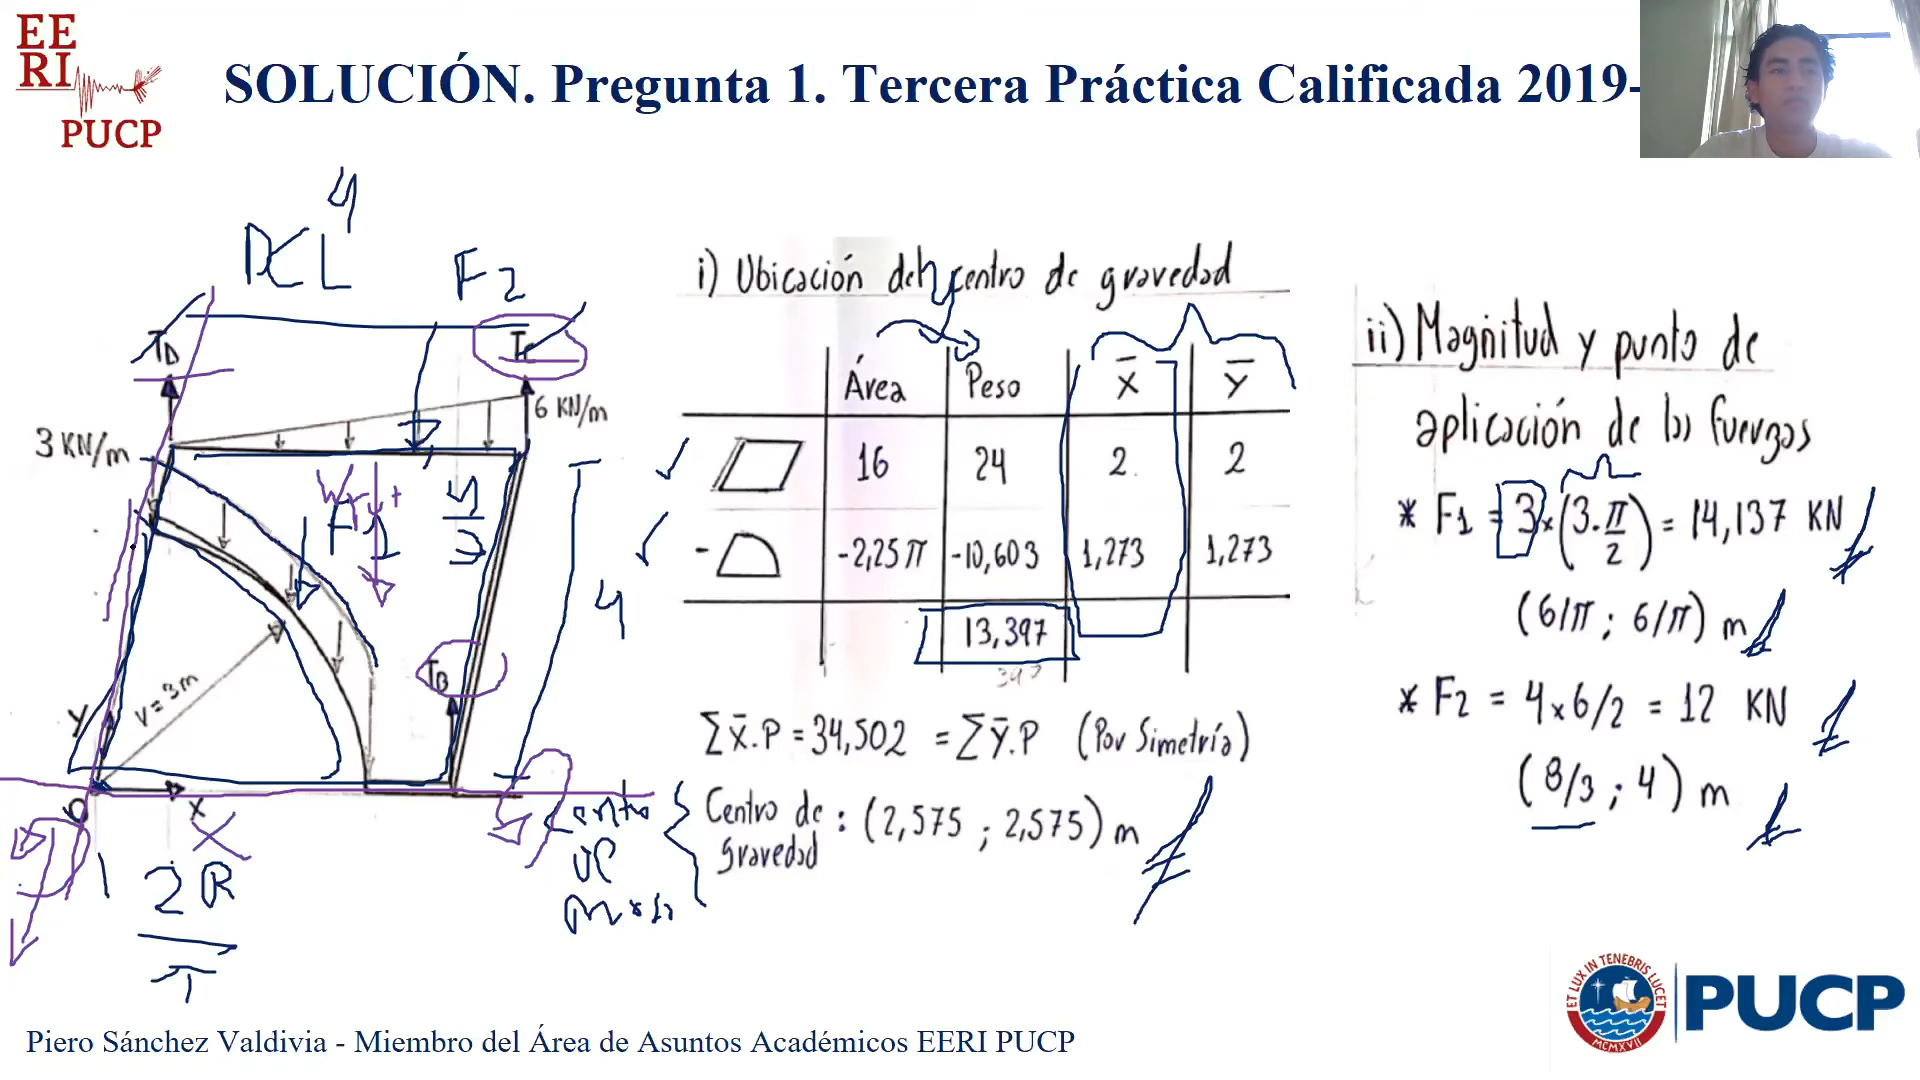 EE
RI
PUCP
SOLUCIÓN. Pregunta 1. Tercera Práctica Calificada 2019-
DCL
4
F2
TD
TC
3 KN/m
6 KN/m
F1
4
TB
r=3m
Y
X
X
O
2R
π
4
i) Ubicación del centro de gravedad
Área Peso X̄ Ȳ
16 24 2 2
- -2,25π -10,603 1,273 1,273
13,397
∑X̄.P = 34,502 = ∑Ȳ.P (Por Simetría)
Centro de
gravedad : (2,575 ; 2,575) m
ii) Magnitud y punto de
aplicación de las fuerzas
* F1 = 3×(3.π/2) = 14,137 KN
(6/π ; 6/π) m
* F2 = 4×6/2 = 12 KN
(8/3 ; 4) m
Piero Sánchez Valdivia - Miembro del Área de Asuntos Académicos EERI PUCP
ET LUX IN TENEBRIS LUCET
MCMXVII
PUCP